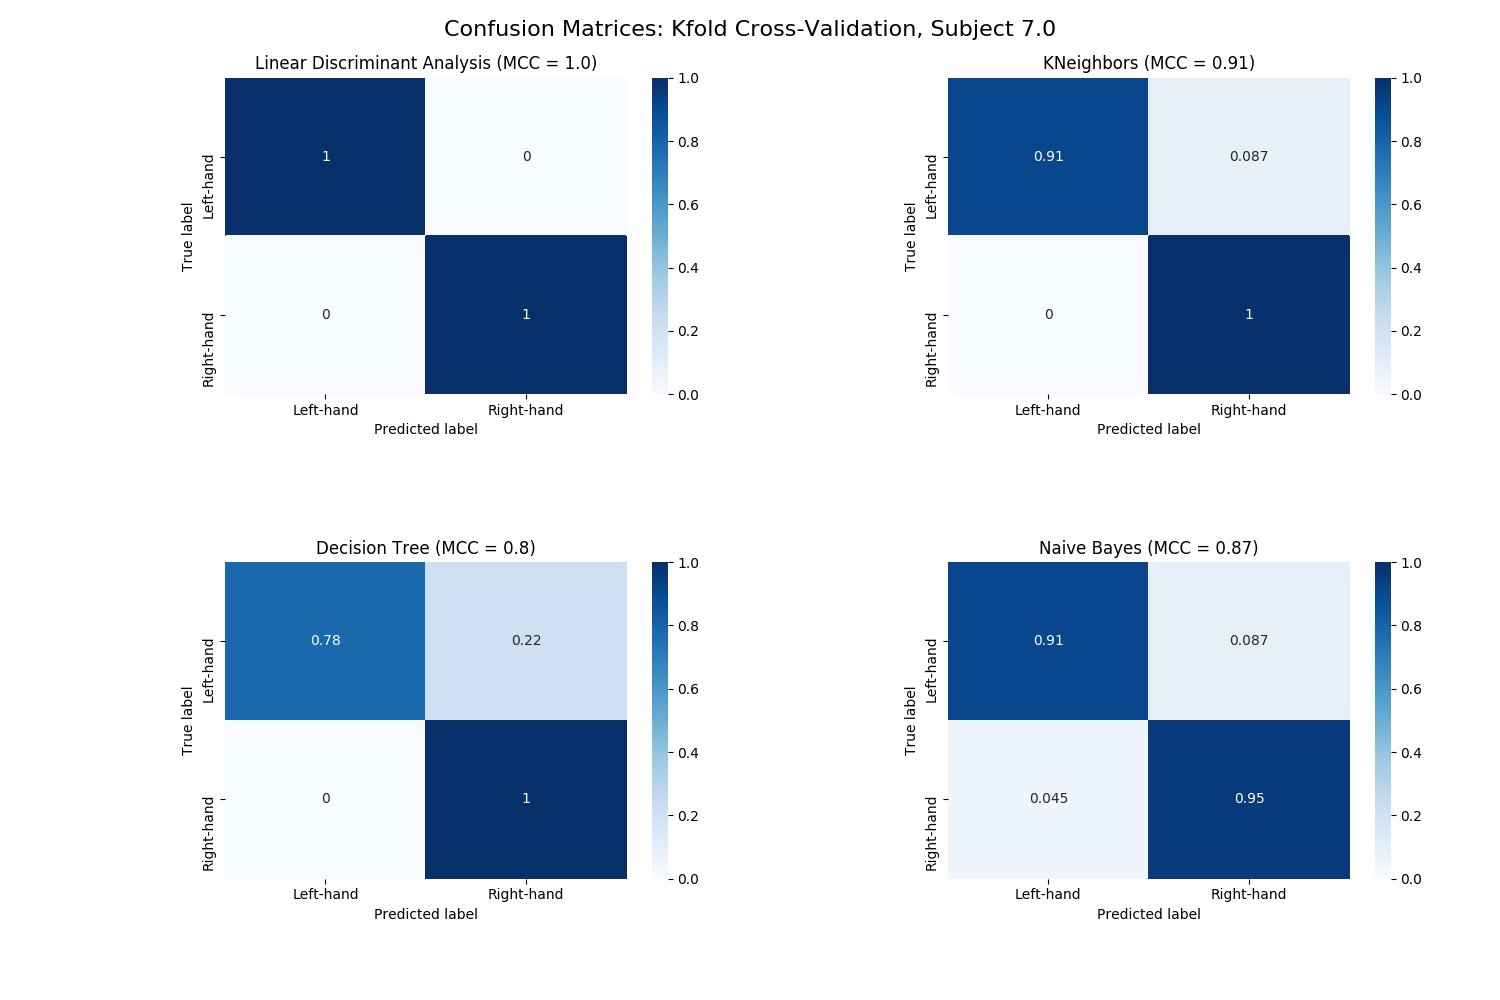 Confusion Matrices: Kfold Cross-Validation, Subject 7.0
Linear Discriminant Analysis (MCC = 1.0)
True label
Left-hand
Right-hand
1
0
0
1
Left-hand
Right-hand
Predicted label
1.0
0.8
0.6
0.4
0.2
0.0
KNeighbors (MCC = 0.91)
True label
Left-hand
Right-hand
0.91
0.087
0
1
Left-hand
Right-hand
Predicted label
1.0
0.8
0.6
0.4
0.2
0.0
Decision Tree (MCC = 0.8)
True label
Left-hand
Right-hand
0.78
0.22
0
1
Left-hand
Right-hand
Predicted label
1.0
0.8
0.6
0.4
0.2
0.0
Naive Bayes (MCC = 0.87)
True label
Left-hand
Right-hand
0.91
0.087
0.045
0.95
Left-hand
Right-hand
Predicted label
1.0
0.8
0.6
0.4
0.2
0.0